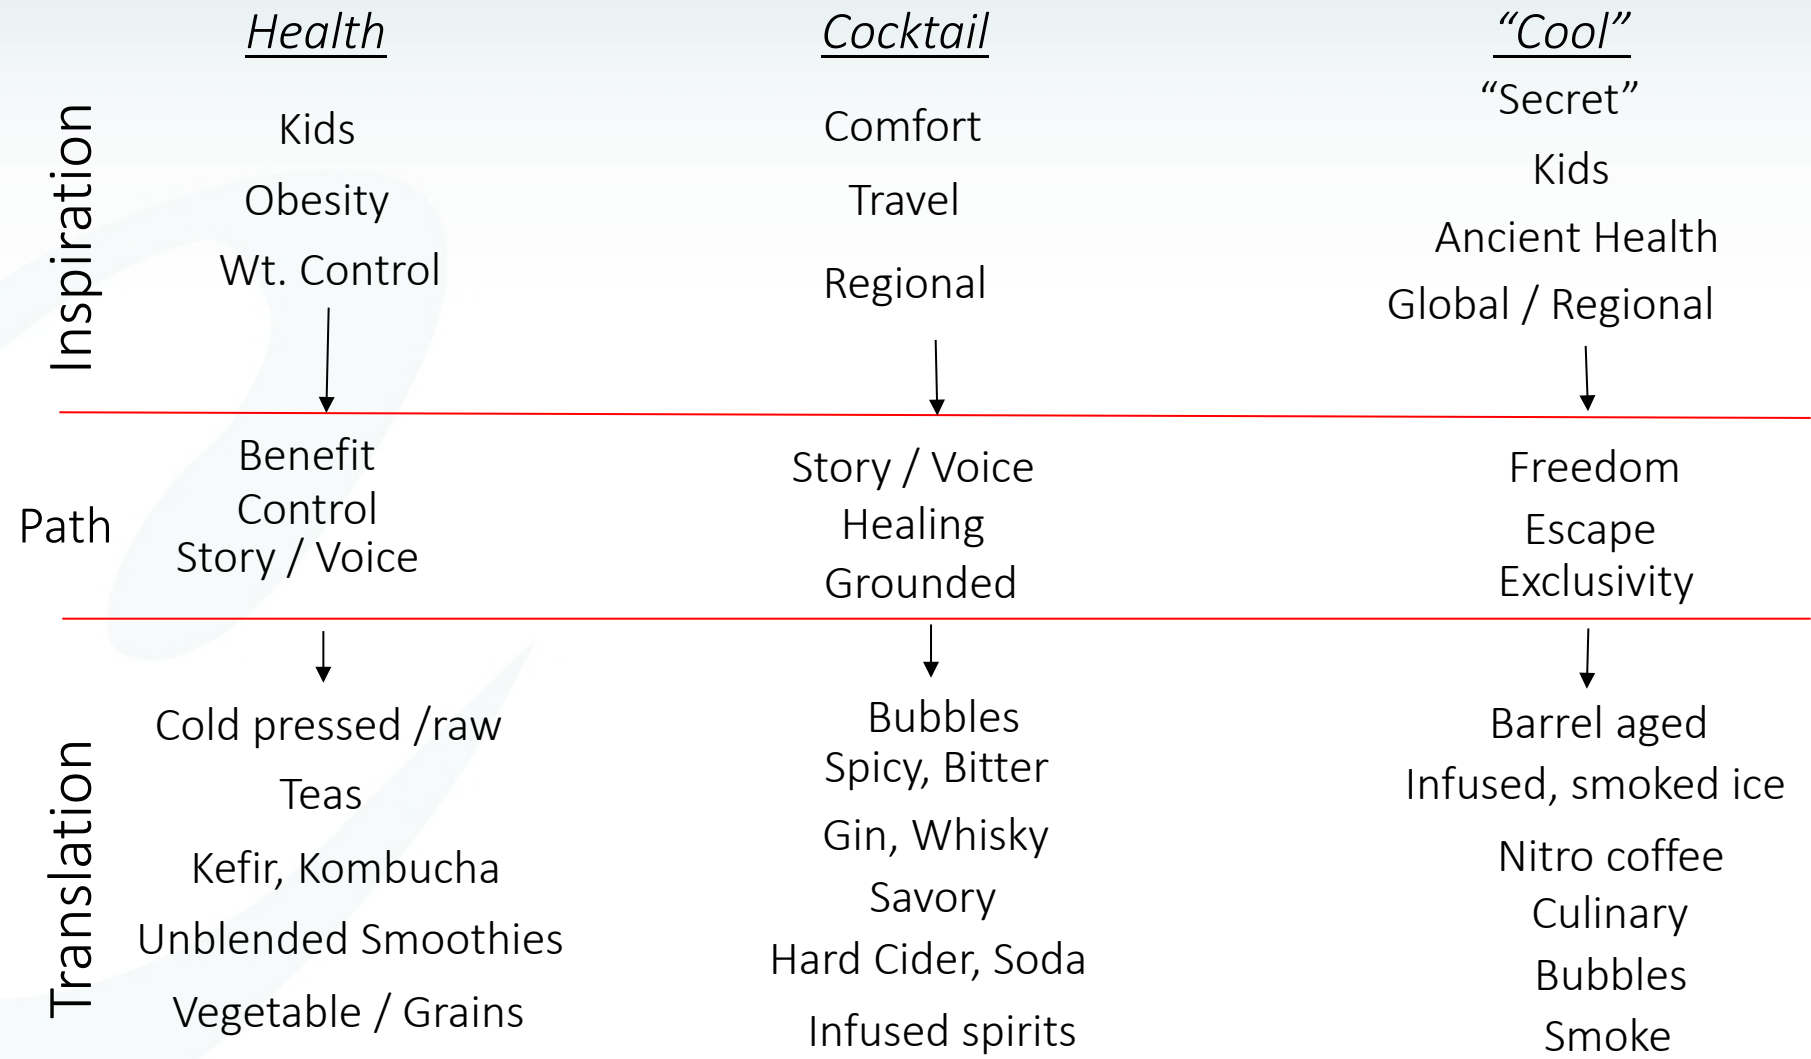 Health
Cocktail
“Cool”
Inspiration
Kids
Obesity
Wt. Control
Comfort
Travel
Regional
“Secret”
Kids
Ancient Health
Global / Regional
Path
Benefit
Control
Story / Voice
Story / Voice
Healing
Grounded
Freedom
Escape
Exclusivity
Translation
Cold pressed /raw
Teas
Kefir, Kombucha
Unblended Smoothies
Vegetable / Grains
Bubbles
Spicy, Bitter
Gin, Whisky
Savory
Hard Cider, Soda
Infused spirits
Barrel aged
Infused, smoked ice
Nitro coffee
Culinary
Bubbles
Smoke